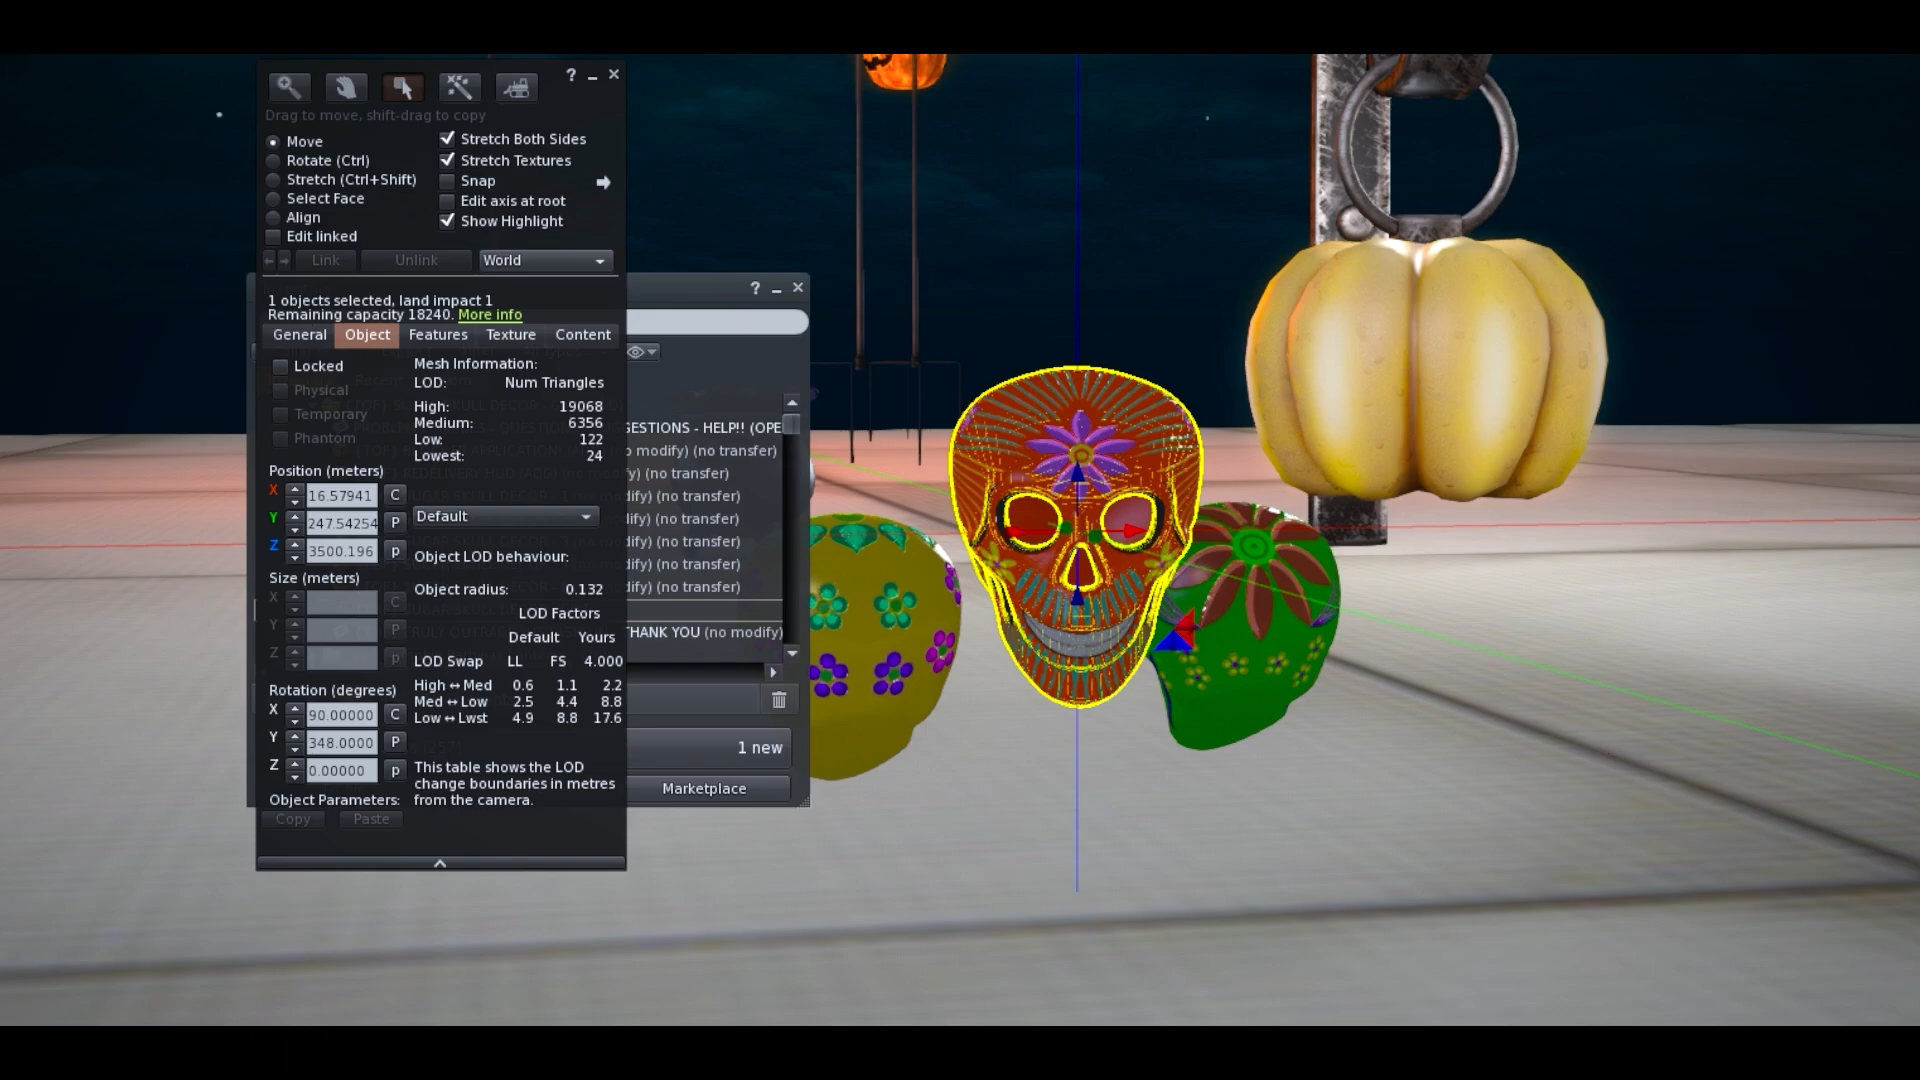 ?
Drag to move, shift-drag to copy
Move
Rotate (Ctrl)
Stretch (Ctrl+Shift)
Select Face
Align
Edit linked
Stretch Both Sides
Stretch Textures
Snap
Edit axis at root
Show Highlight
Link Unlink World
1 objects selected, land impact 1
Remaining capacity 18240. More info
General Object Features Texture Content
Locked
Physical
Temporary
Phantom
Position (meters)
X 16.57941 C
Y 247.54254 P
Z 3500.196 p
Size (meters)
X C
Y P
Z p
Rotation (degrees)
X 90.00000 C
Y 348.0000 P
Z 0.00000 p
Object Parameters:
Copy Paste
Mesh Information:
LOD: Num Triangles
High: 19068
Medium: 6356
Low: 122
Lowest: 24
Default
Object LOD behaviour:
Object radius: 0.132
LOD Factors
Default Yours
LOD Swap LL FS 4.000
High↔Med 0.6 1.1 2.2
Med↔Low 2.5 4.4 8.8
Low↔Lwst 4.9 8.8 17.6
This table shows the LOD
change boundaries in metres
from the camera.
?
GESTIONS - HELP!! (OPE
modify) (no transfer)
(no transfer)
dify) (no transfer)
dify) (no transfer)
dify) (no transfer)
dify) (no transfer)
dify) (no transfer)
THANK YOU (no modify)
1 new
Marketplace